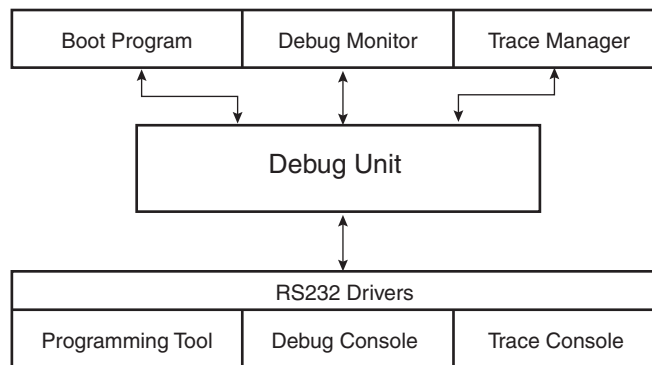 Boot Program
Debug Monitor
Trace Manager
Debug Unit
RS232 Drivers
Programming Tool
Debug Console
Trace Console